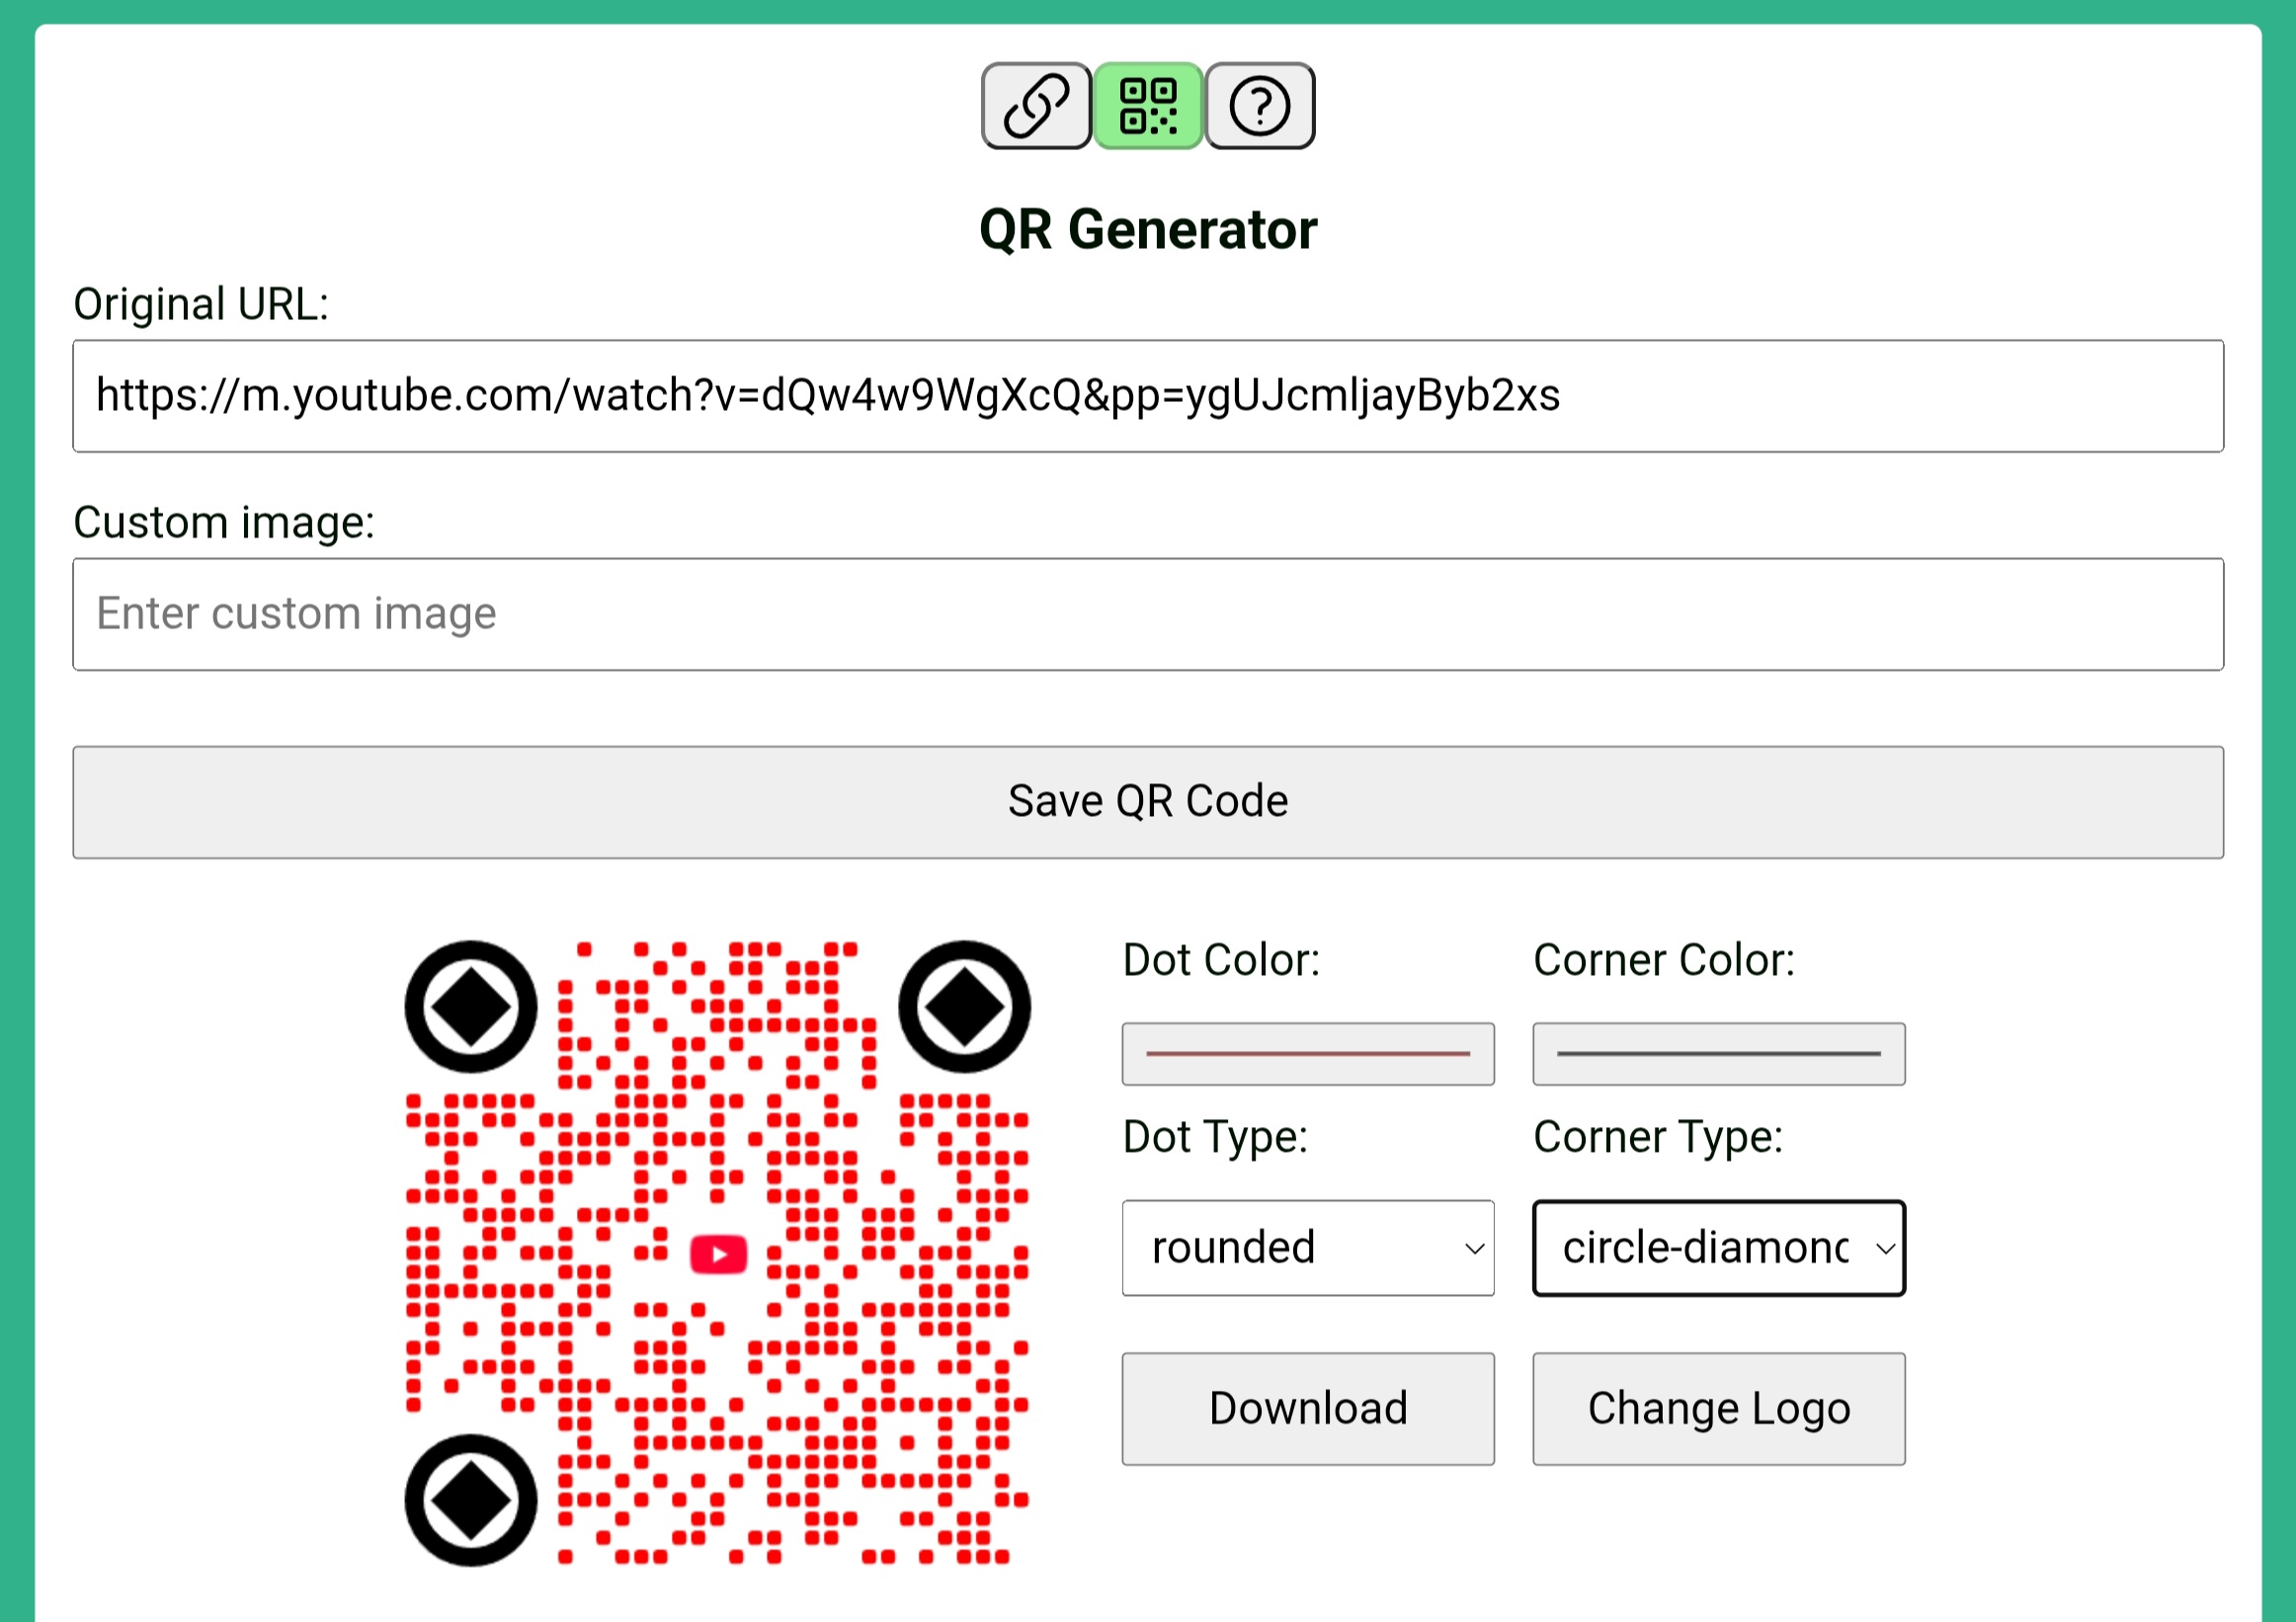 QR Generator
Original URL:
https://m.youtube.com/watch?v=dQw4w9WgXcQ&pp=ygUJcmljayByb2xs
Custom image:
Enter custom image
Save QR Code
Dot Color:
Corner Color:
Dot Type:
Corner Type:
rounded
circle-diamond
Download
Change Logo